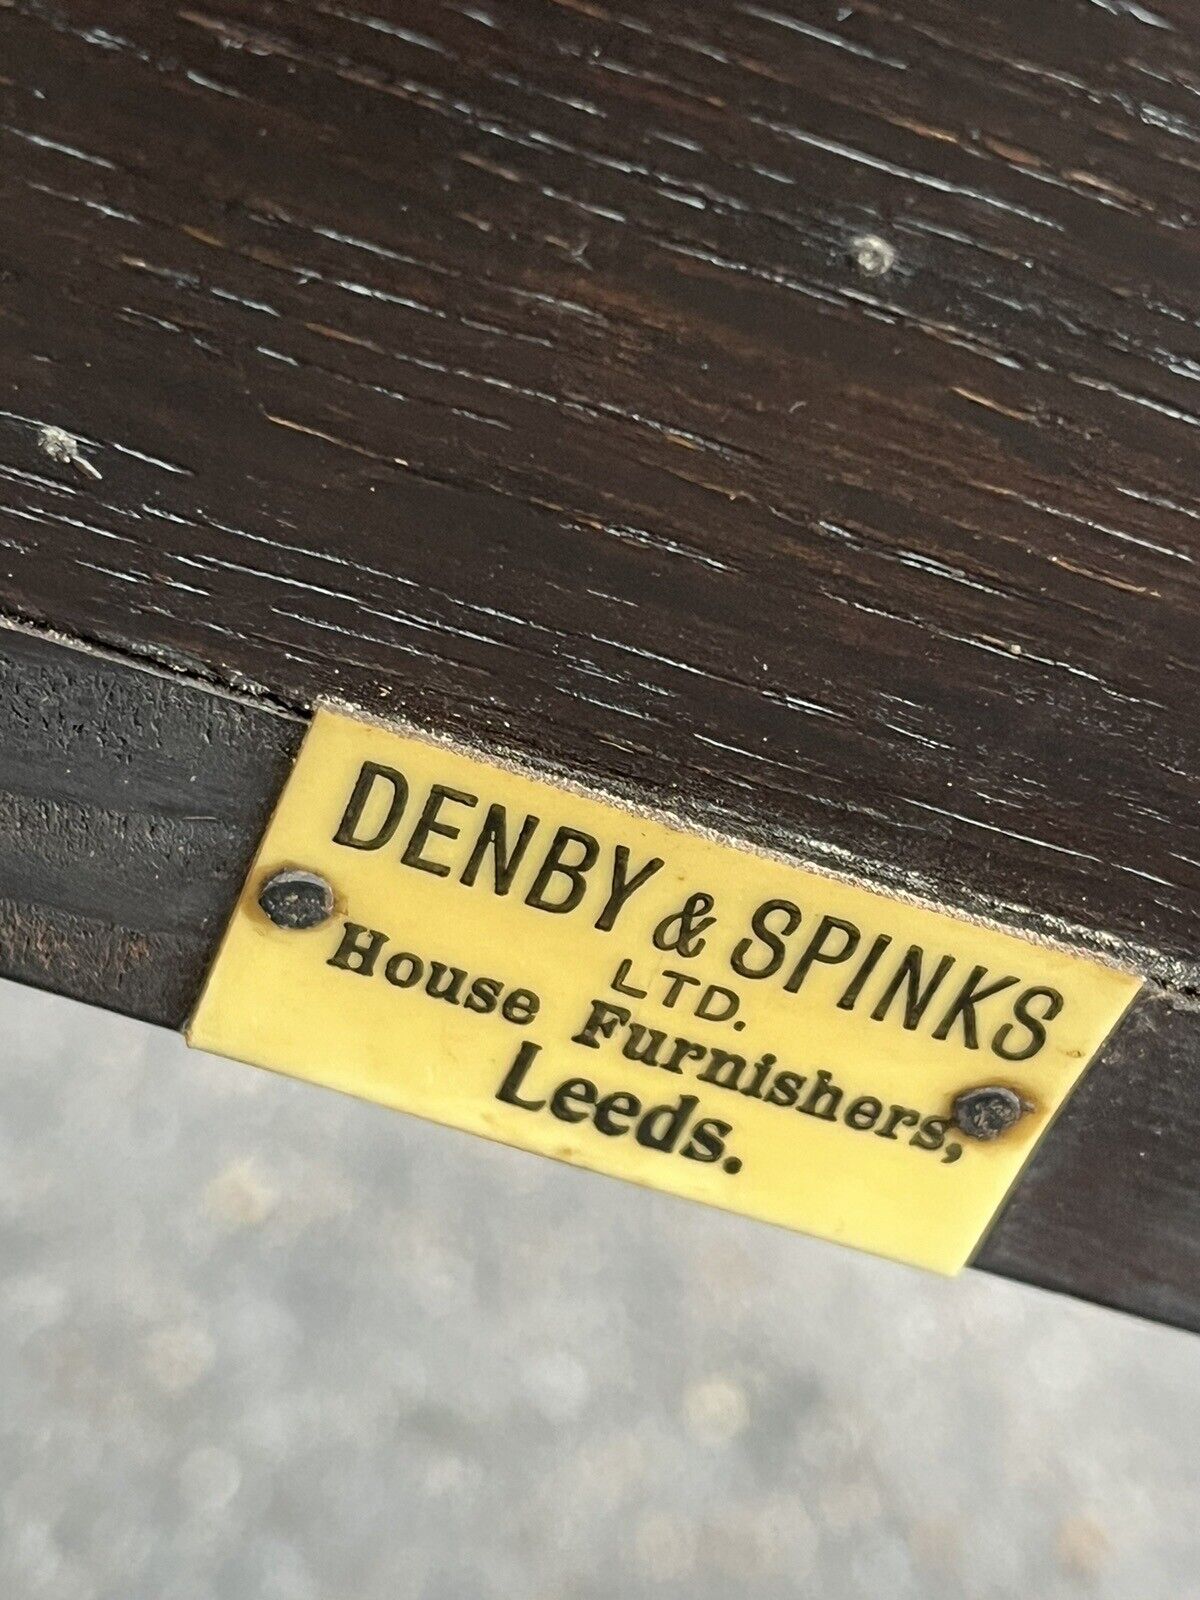 DENBY & SPINKS
LTD.
House Furnishers,
Leeds.